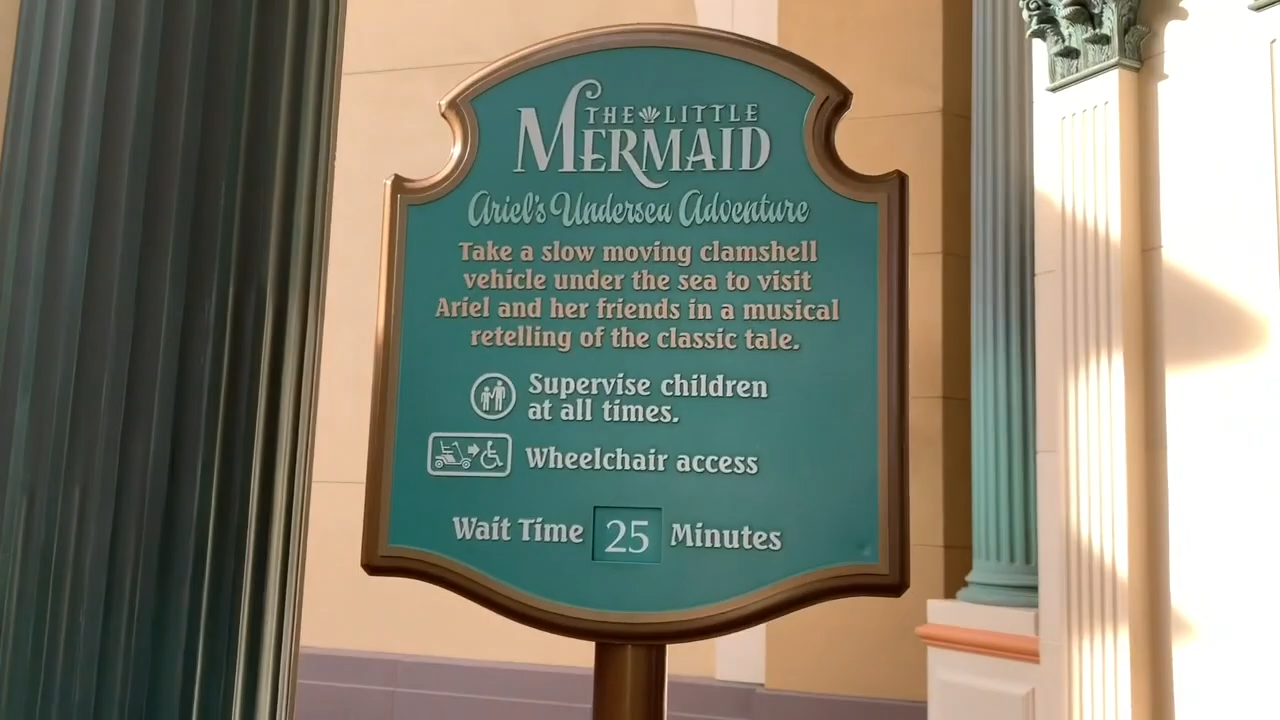 THE LITTLE
MERMAID
Ariel's Undersea Adventure
Take a slow moving clamshell
vehicle under the sea to visit
Ariel and her friends in a musical
retelling of the classic tale.
Supervise children
at all times.
Wheelchair access
Wait Time 25 Minutes